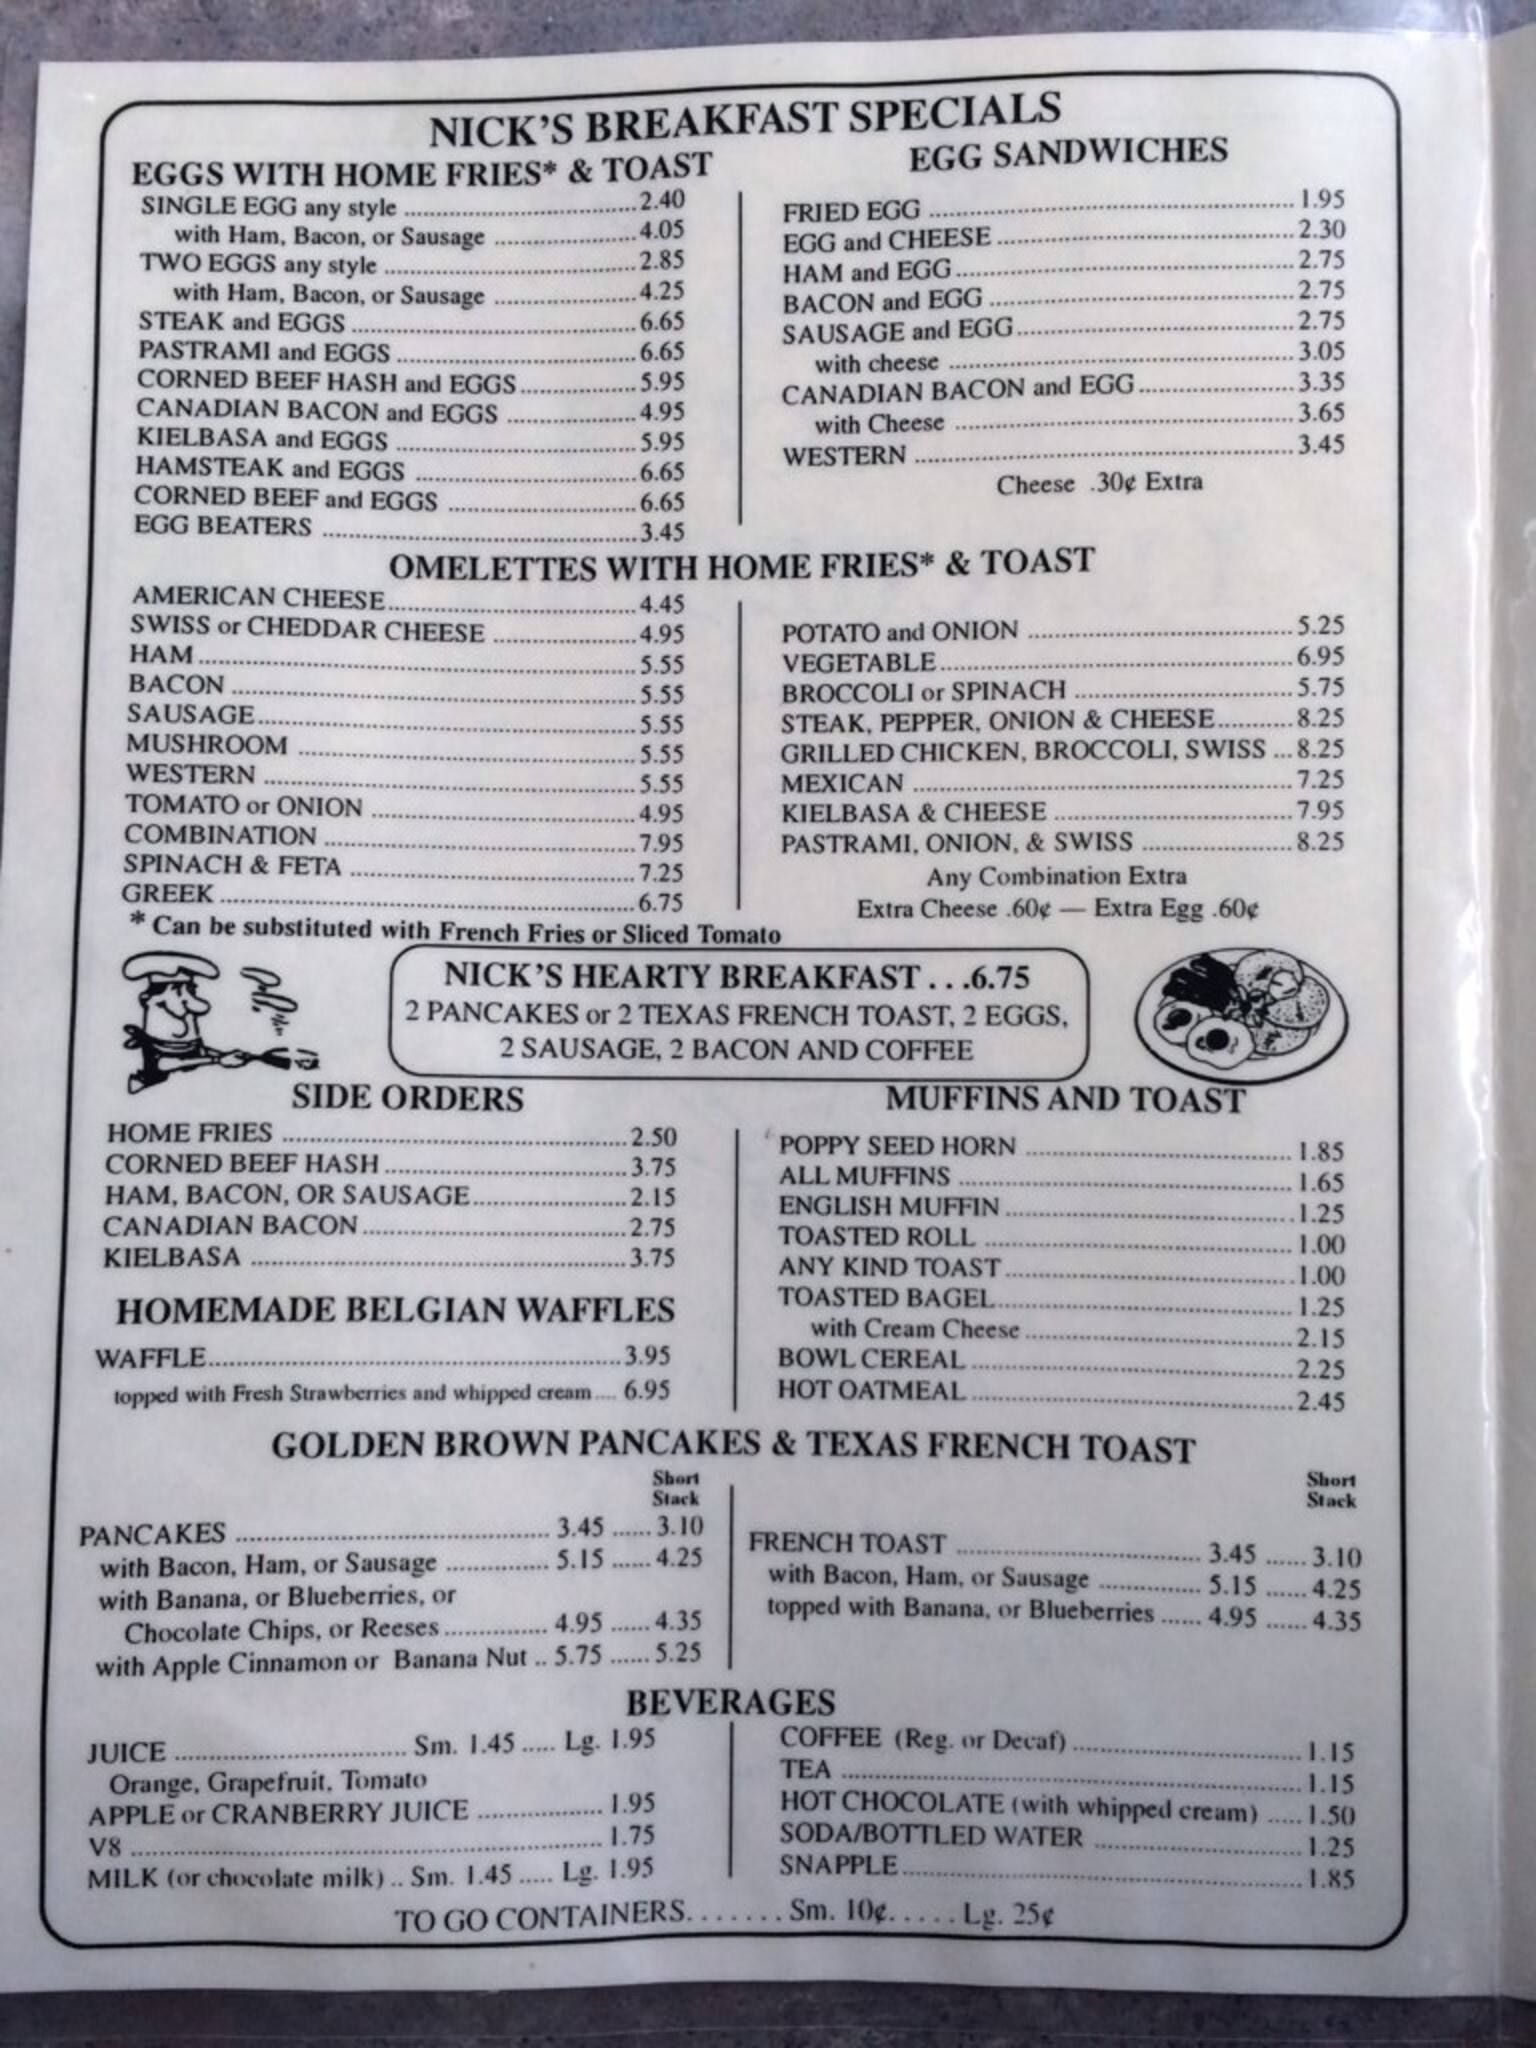 NICK'S BREAKFAST SPECIALS
EGGS WITH HOME FRIES* & TOAST
SINGLE EGG any style ........ 2.40
with Ham, Bacon, or Sausage ........ 4.05
TWO EGGS any style ........ 2.85
with Ham, Bacon, or Sausage ........ 4.25
STEAK and EGGS ........ 6.65
PASTRAMI and EGGS ........ 6.65
CORNED BEEF HASH and EGGS ........ 5.95
CANADIAN BACON and EGGS ........ 4.95
KIELBASA and EGGS ........ 5.95
HAMSTEAK and EGGS ........ 6.65
CORNED BEEF and EGGS ........ 6.65
EGG BEATERS ........ 3.45
EGG SANDWICHES
FRIED EGG ........ 1.95
EGG and CHEESE ........ 2.30
HAM and EGG ........ 2.75
BACON and EGG ........ 2.75
SAUSAGE and EGG ........ 2.75
with cheese ........ 3.05
CANADIAN BACON and EGG ........ 3.35
with Cheese ........ 3.65
WESTERN ........ 3.45
Cheese .30¢ Extra
OMELETTES WITH HOME FRIES* & TOAST
AMERICAN CHEESE ........ 4.45
SWISS or CHEDDAR CHEESE ........ 4.95
HAM ........ 5.55
BACON ........ 5.55
SAUSAGE ........ 5.55
MUSHROOM ........ 5.55
WESTERN ........ 5.55
TOMATO or ONION ........ 4.95
COMBINATION ........ 7.95
SPINACH & FETA ........ 7.25
GREEK ........ 6.75
* Can be substituted with French Fries or Sliced Tomato
POTATO and ONION ........ 5.25
VEGETABLE ........ 6.95
BROCCOLI or SPINACH ........ 5.75
STEAK, PEPPER, ONION & CHEESE ........ 8.25
GRILLED CHICKEN, BROCCOLI, SWISS ... 8.25
MEXICAN ........ 7.25
KIELBASA & CHEESE ........ 7.95
PASTRAMI, ONION, & SWISS ........ 8.25
Any Combination Extra
Extra Cheese .60¢ — Extra Egg .60¢
NICK'S HEARTY BREAKFAST . . .6.75
2 PANCAKES or 2 TEXAS FRENCH TOAST, 2 EGGS,
2 SAUSAGE, 2 BACON AND COFFEE
SIDE ORDERS
HOME FRIES ........ 2.50
CORNED BEEF HASH ........ 3.75
HAM, BACON, OR SAUSAGE ........ 2.15
CANADIAN BACON ........ 2.75
KIELBASA ........ 3.75
HOMEMADE BELGIAN WAFFLES
WAFFLE ........ 3.95
topped with Fresh Strawberries and whipped cream .... 6.95
MUFFINS AND TOAST
POPPY SEED HORN ........ 1.85
ALL MUFFINS ........ 1.65
ENGLISH MUFFIN ........ 1.25
TOASTED ROLL ........ 1.00
ANY KIND TOAST ........ 1.00
TOASTED BAGEL ........ 1.25
with Cream Cheese ........ 2.15
BOWL CEREAL ........ 2.25
HOT OATMEAL ........ 2.45
GOLDEN BROWN PANCAKES & TEXAS FRENCH TOAST
Short
Stack
PANCAKES ........ 3.45 ...... 3.10
with Bacon, Ham, or Sausage ........ 5.15 ...... 4.25
with Banana, or Blueberries, or
Chocolate Chips, or Reeses ........ 4.95 ...... 4.35
with Apple Cinnamon or Banana Nut .. 5.75 ...... 5.25
Short
Stack
FRENCH TOAST ........ 3.45 ...... 3.10
with Bacon, Ham, or Sausage ........ 5.15 ...... 4.25
topped with Banana, or Blueberries ...... 4.95 ...... 4.35
BEVERAGES
JUICE ........ Sm. 1.45 ..... Lg. 1.95
Orange, Grapefruit, Tomato
APPLE or CRANBERRY JUICE ........ 1.95
V8 ........ 1.75
MILK (or chocolate milk) .. Sm. 1.45 ..... Lg. 1.95
COFFEE (Reg. or Decaf) ........ 1.15
TEA ........ 1.15
HOT CHOCOLATE (with whipped cream) ..... 1.50
SODA/BOTTLED WATER ........ 1.25
SNAPPLE ........ 1.85
TO GO CONTAINERS. . . . . . . Sm. 10¢. . . . . Lg. 25¢